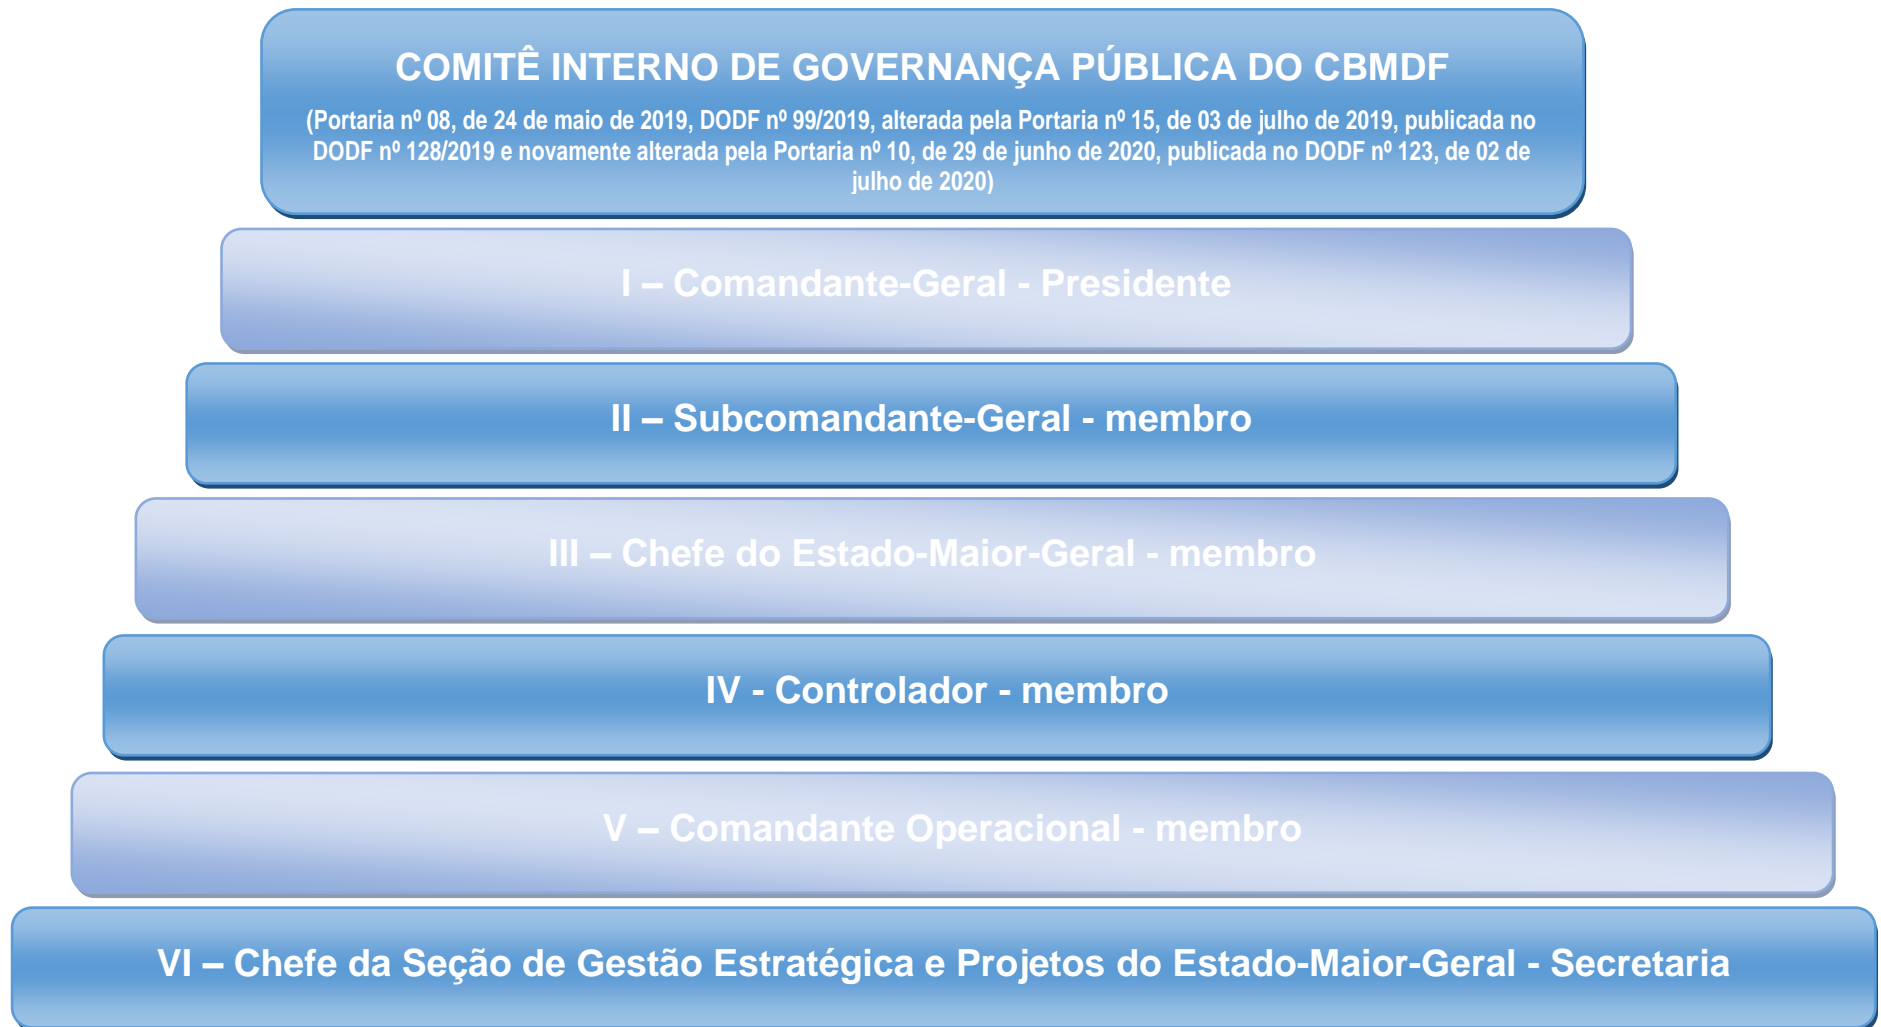 COMITÊ INTERNO DE GOVERNANÇA PÚBLICA DO CBMDF
(Portaria nº 08, de 24 de maio de 2019, DODF nº 99/2019, alterada pela Portaria nº 15, de 03 de julho de 2019, publicada no
DODF nº 128/2019 e novamente alterada pela Portaria nº 10, de 29 de junho de 2020, publicada no DODF nº 123, de 02 de
julho de 2020)
I – Comandante-Geral - Presidente
II – Subcomandante-Geral - membro
III – Chefe do Estado-Maior-Geral - membro
IV - Controlador - membro
V – Comandante Operacional - membro
VI – Chefe da Seção de Gestão Estratégica e Projetos do Estado-Maior-Geral - Secretaria